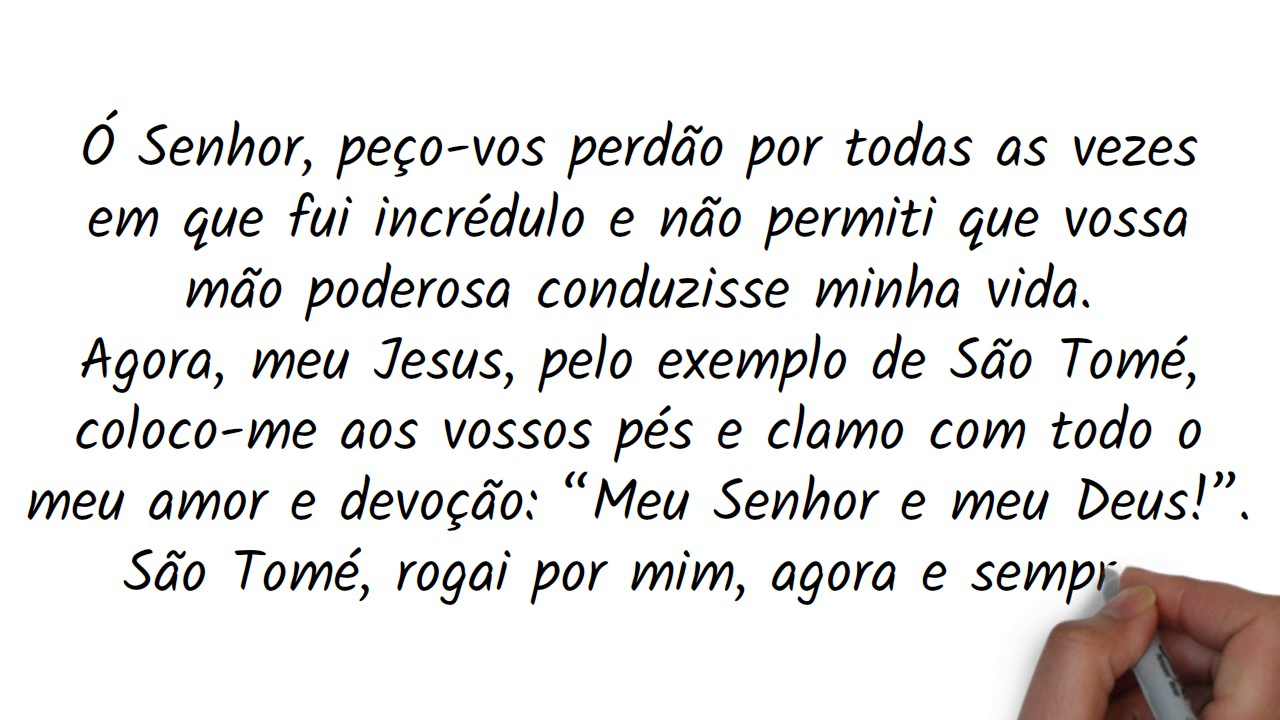 Ó Senhor, peço-vos perdão por todas as vezes
em que fui incrédulo e não permiti que vossa
mão poderosa conduzisse minha vida.
Agora, meu Jesus, pelo exemplo de São Tomé,
coloco-me aos vossos pés e clamo com todo o
meu amor e devoção: “Meu Senhor e meu Deus!”.
São Tomé, rogai por mim, agora e sempr